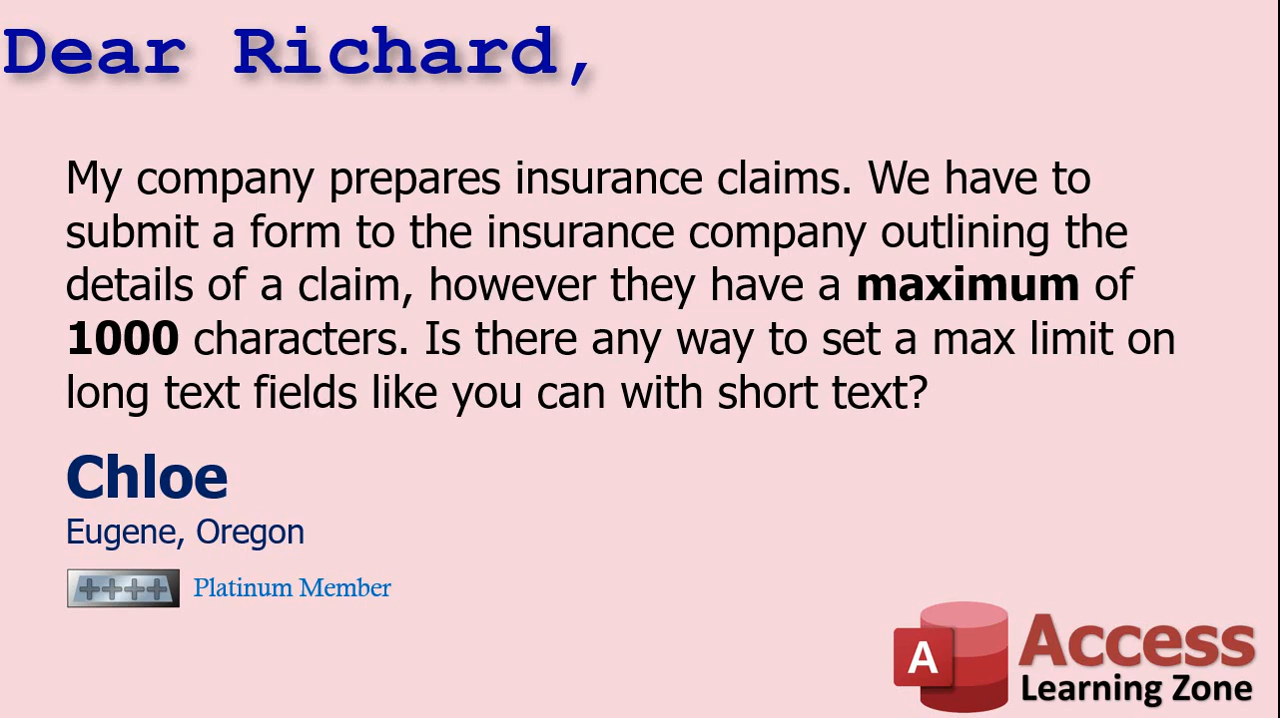 Dear Richard,
My company prepares insurance claims. We have to
submit a form to the insurance company outlining the
details of a claim, however they have a maximum of
1000 characters. Is there any way to set a max limit on
long text fields like you can with short text?
Chloe
Eugene, Oregon
++++ Platinum Member
A Access
Learning Zone